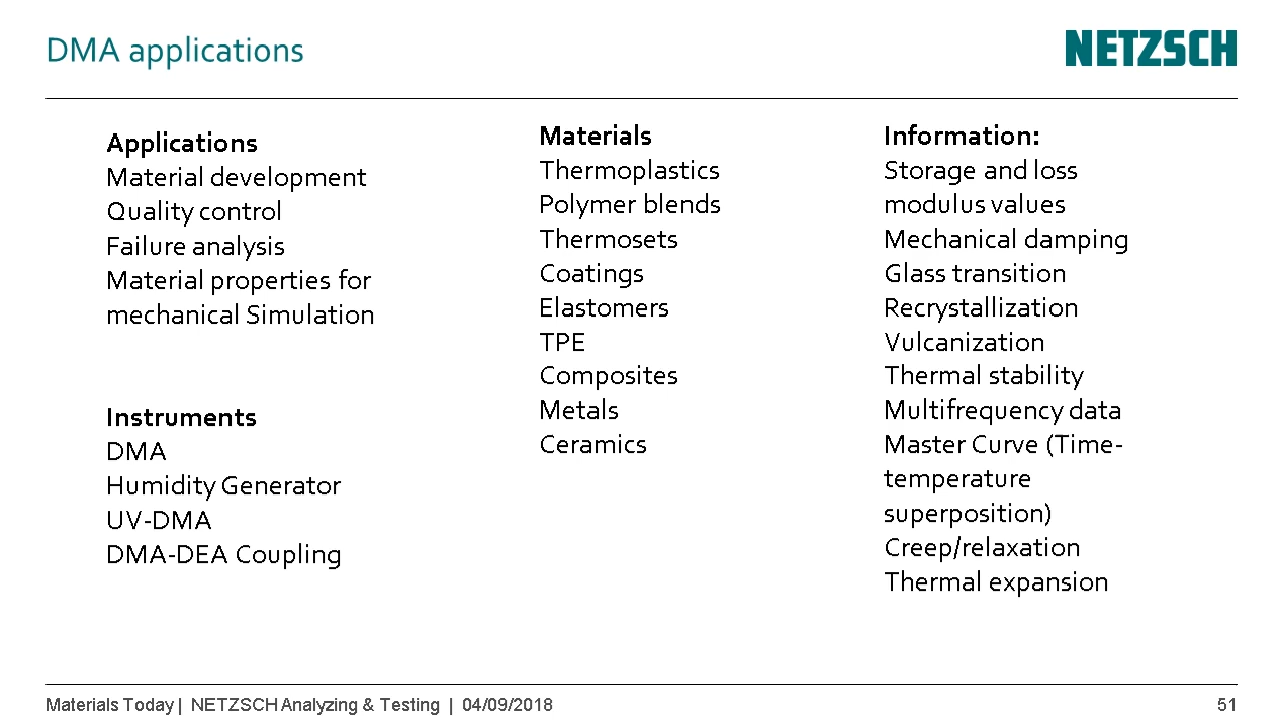 DMA applications
NETZSCH
Applications
Material development
Quality control
Failure analysis
Material properties for
mechanical Simulation
Instruments
DMA
Humidity Generator
UV-DMA
DMA-DEA Coupling
Materials
Thermoplastics
Polymer blends
Thermosets
Coatings
Elastomers
TPE
Composites
Metals
Ceramics
Information:
Storage and loss
modulus values
Mechanical damping
Glass transition
Recrystallization
Vulcanization
Thermal stability
Multifrequency data
Master Curve (Time-
temperature
superposition)
Creep/relaxation
Thermal expansion
Materials Today | NETZSCH Analyzing & Testing | 04/09/2018
51